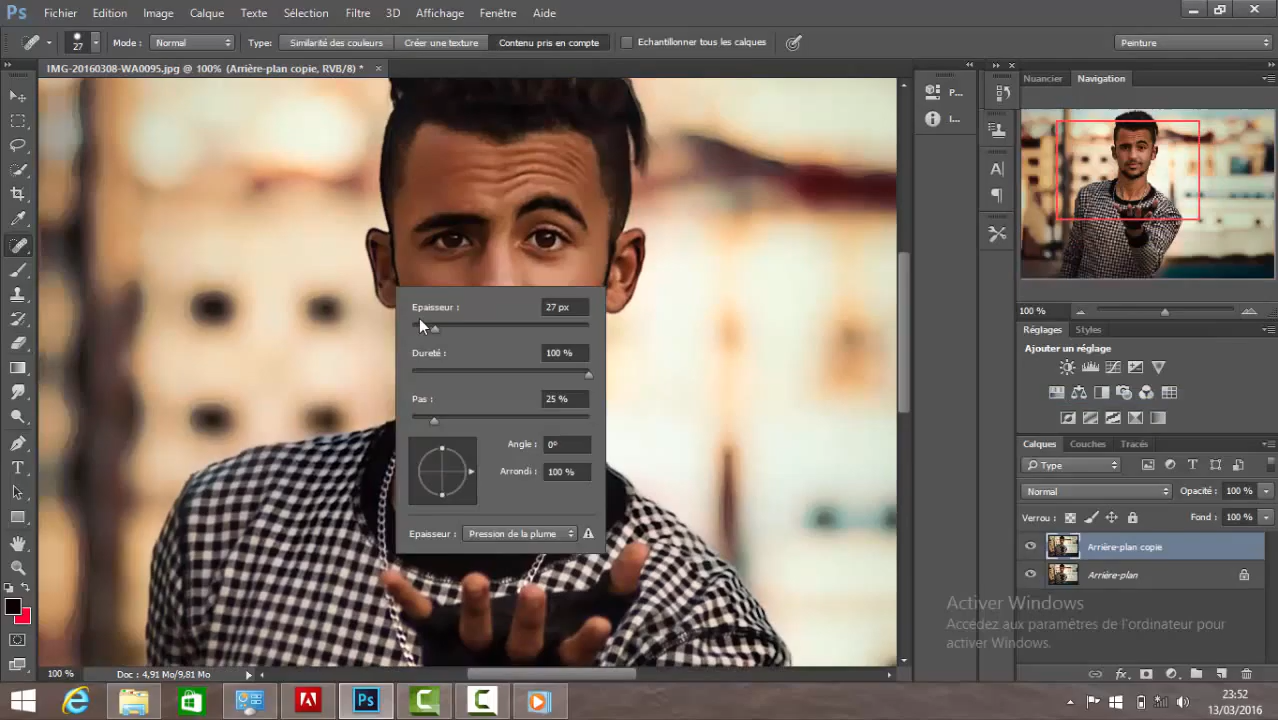 Ps Fichier Edition Image Calque Texte Sélection Filtre 3D Affichage Fenêtre Aide
27 Mode : Normal Type: Similarité des couleurs Créer une texture Contenu pris en compte Echantillonner tous les calques Peinture
IMG-20160308-WA0095.jpg @ 100% (Arrière-plan copie, RVB/8) * ×
Nuancier Navigation
P...
I...
Epaisseur : 27 px
Dureté : 100 %
Pas : 25 %
Angle : 0°
Arrondi : 100 %
Epaisseur : Pression de la plume
100 %
Réglages Styles
Ajouter un réglage
Calques Couches Tracés
Type
Normal Opacité : 100 %
Verrou : Fond : 100 %
Arrière-plan copie
Arrière-plan
Activer Windows
Accédez aux paramètres de l'ordinateur pour
activer Windows.
100 % Doc : 4,91 Mo/9,81 Mo
Ps
23:52
13/03/2016